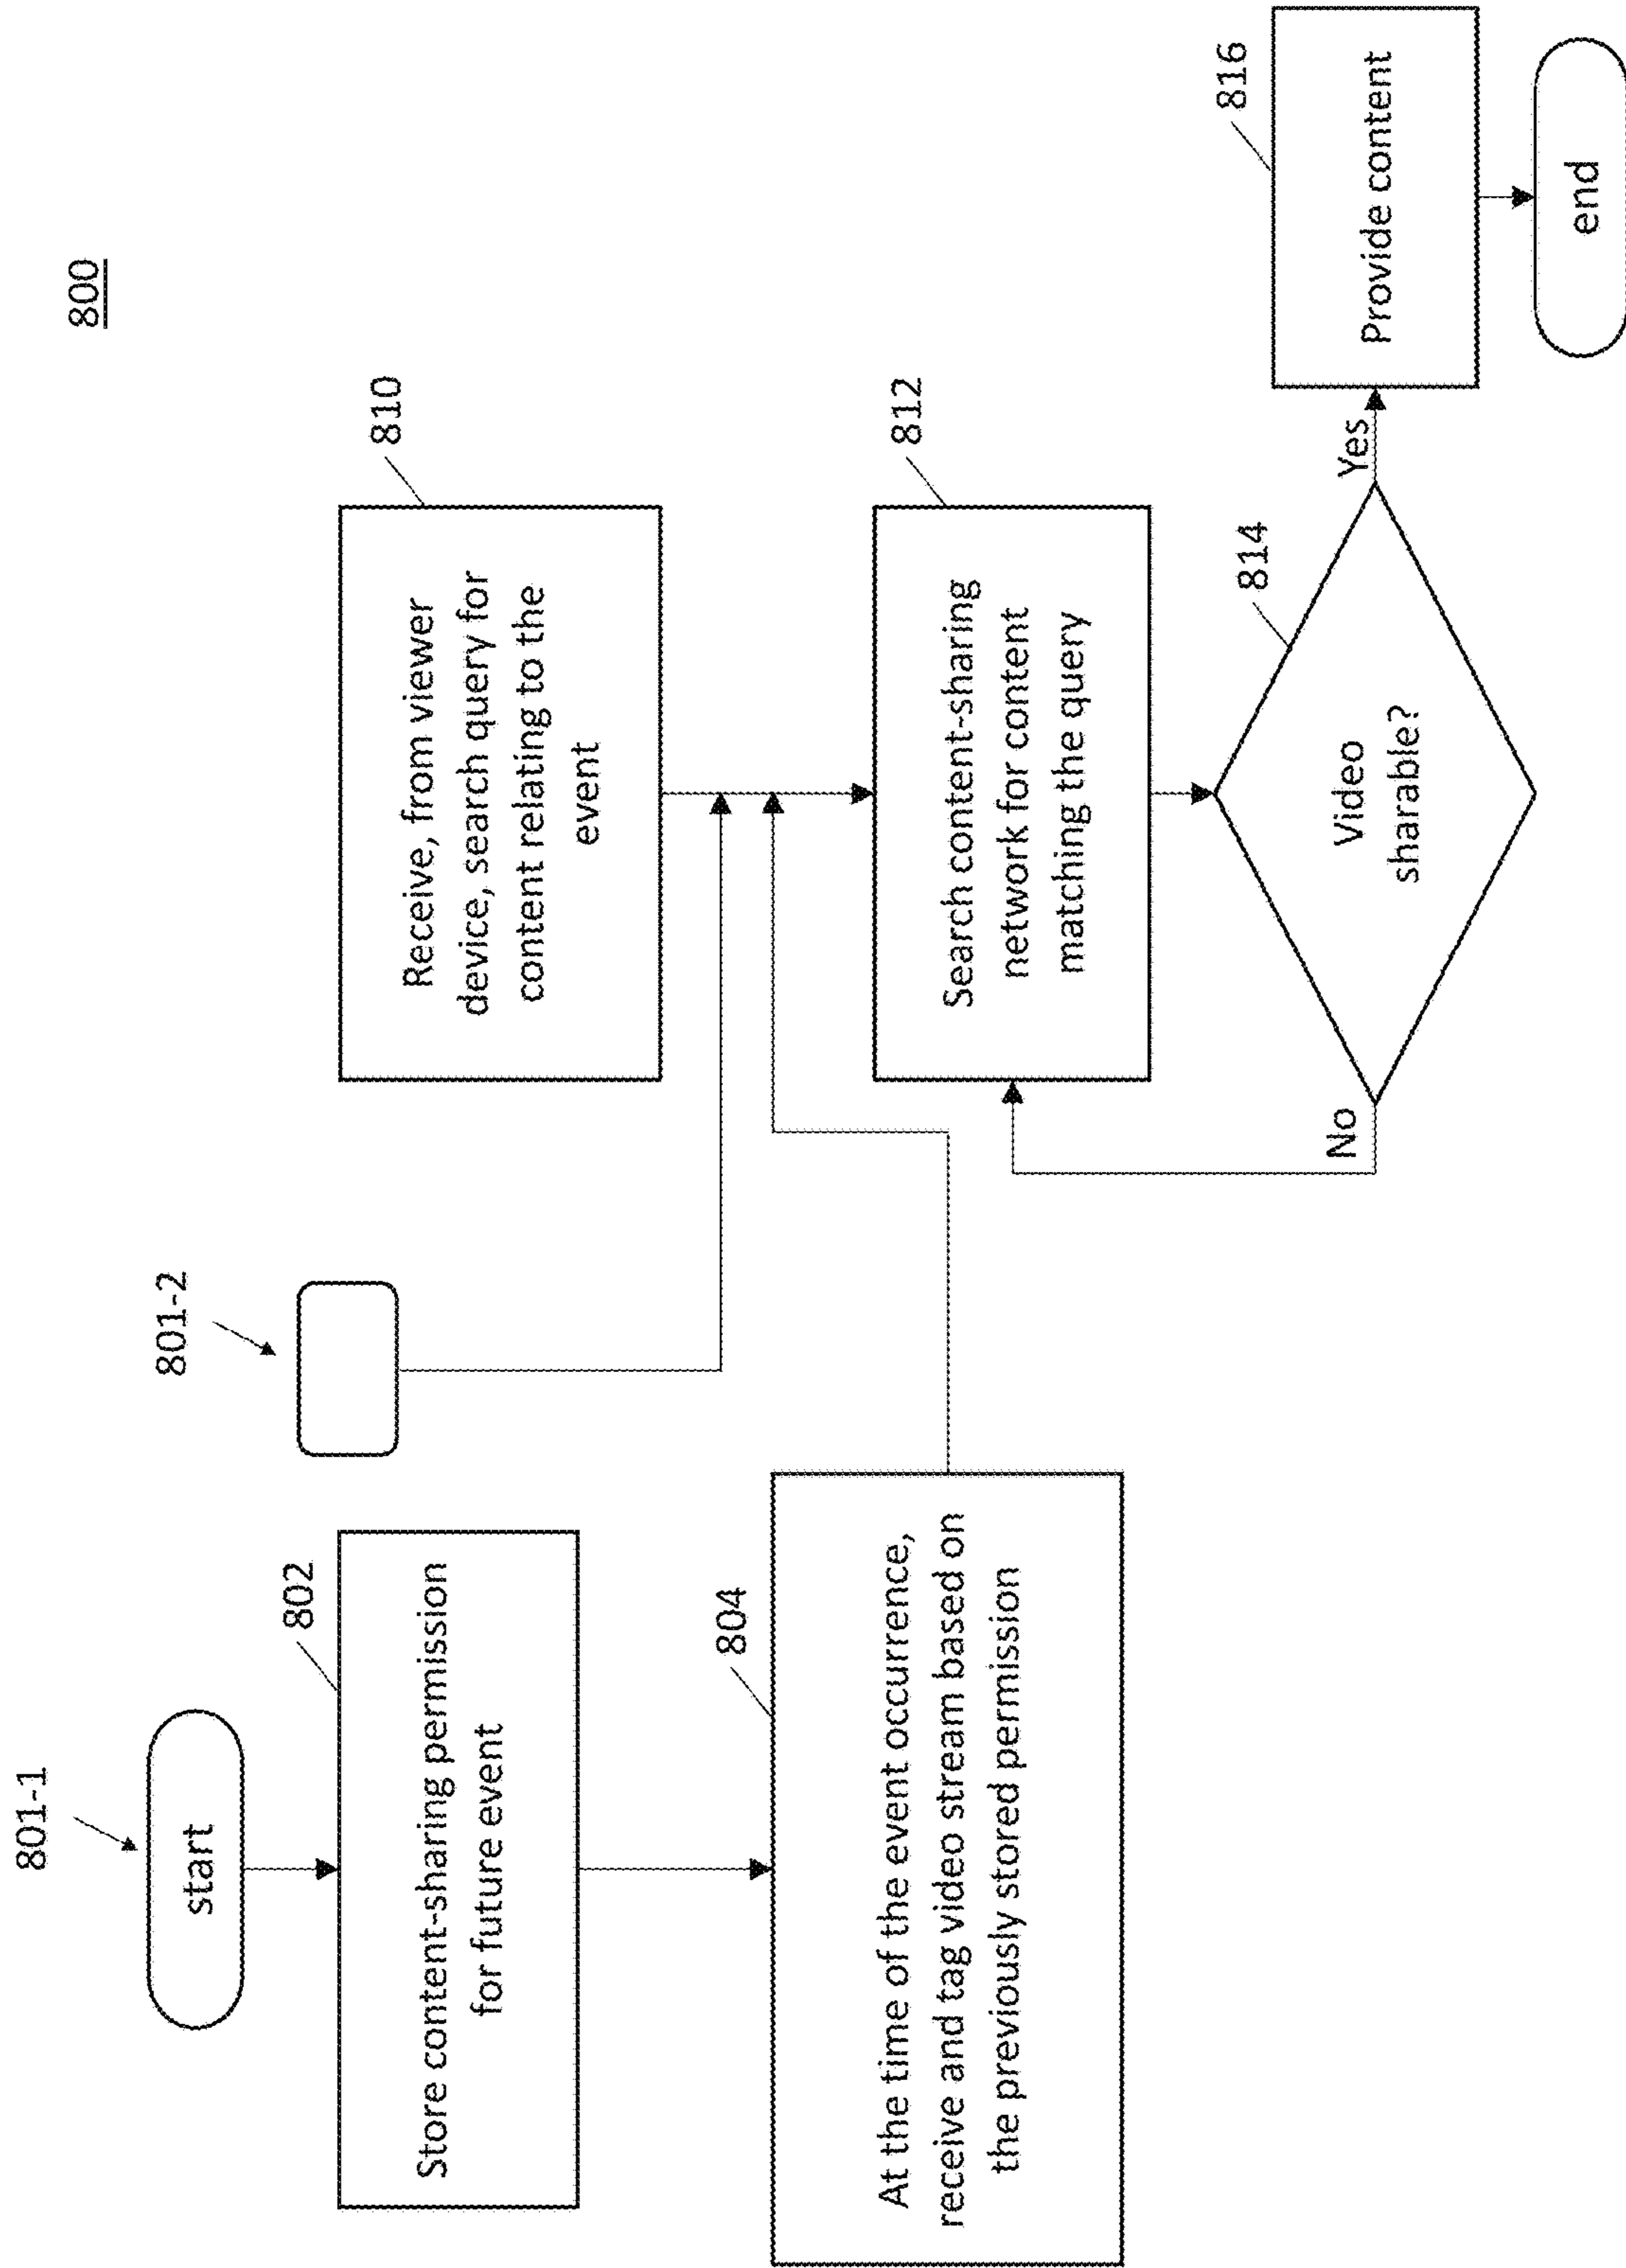 800
801-1
start
802
Store content-sharing permission
for future event
804
At the time of the event occurrence,
receive and tag video stream based on
the previously stored permission
801-2
810
Receive, from viewer
device, search query for
content relating to the
event
812
Search content-sharing
network for content
matching the query
814
Video
sharable?
No
Yes
816
Provide content
end